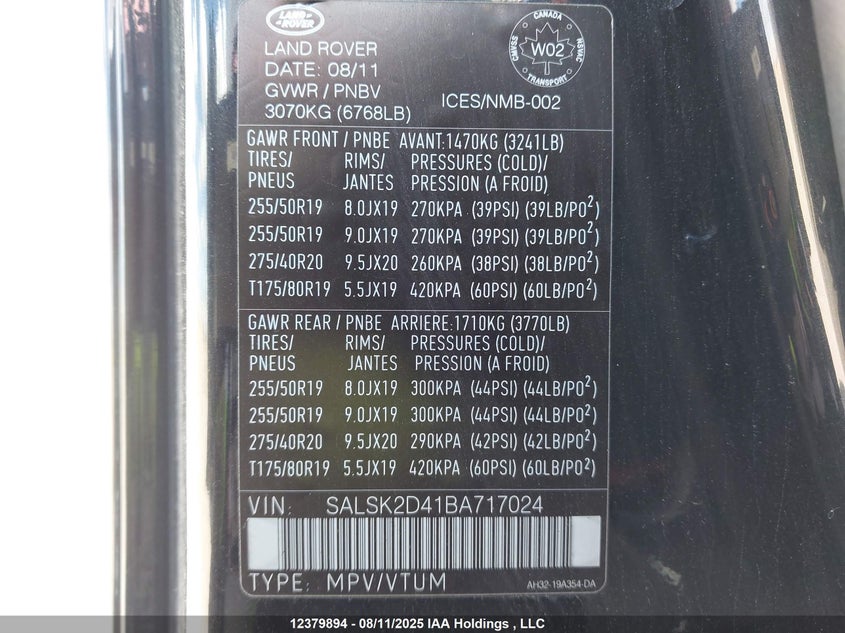 LAND ROVER
LAND ROVER
DATE: 08/11
GVWR / PNBV
3070KG (6768LB)
CANADA
CMVSS
NSVAC
W02
TRANSPORT
ICES/NMB-002
GAWR FRONT / PNBE AVANT:1470KG (3241LB)
TIRES/ RIMS/ PRESSURES (COLD)/
PNEUS JANTES PRESSION (A FROID)
255/50R19 8.0JX19 270KPA (39PSI) (39LB/PO²)
255/50R19 9.0JX19 270KPA (39PSI) (39LB/PO²)
275/40R20 9.5JX20 260KPA (38PSI) (38LB/PO²)
T175/80R19 5.5JX19 420KPA (60PSI) (60LB/PO²)
GAWR REAR / PNBE ARRIERE:1710KG (3770LB)
TIRES/ RIMS/ PRESSURES (COLD)/
PNEUS JANTES PRESSION (A FROID)
255/50R19 8.0JX19 300KPA (44PSI) (44LB/PO²)
255/50R19 9.0JX19 300KPA (44PSI) (44LB/PO²)
275/40R20 9.5JX20 290KPA (42PSI) (42LB/PO²)
T175/80R19 5.5JX19 420KPA (60PSI) (60LB/PO²)
VIN: SALSK2D41BA717024
TYPE: MPV/VTUM
AH32-19A354-DA
12379894 - 08/11/2025 IAA Holdings , LLC